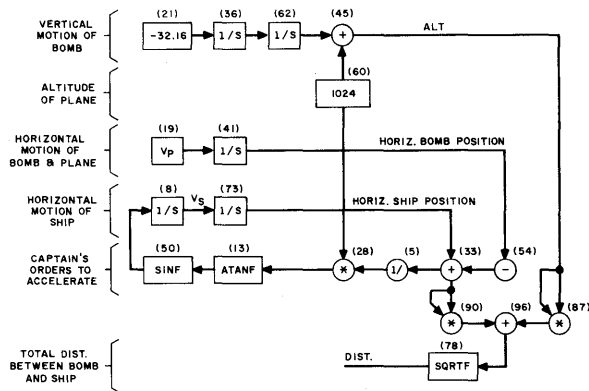 VERTICAL MOTION OF BOMB
(21) (36) (62) (45)
-32.16 1/S 1/S + ALT
ALTITUDE OF PLANE
(60)
1024
HORIZONTAL MOTION OF BOMB & PLANE
(19) (41)
VP 1/S HORIZ. BOMB POSITION
HORIZONTAL MOTION OF SHIP
(8) VS (73)
1/S 1/S HORIZ. SHIP POSITION
CAPTAIN'S ORDERS TO ACCELERATE
(50) (13) (28) (5) (33) (54)
SINF ATANF * 1/ + -
(90) (96) (87)
* + *
TOTAL DIST. BETWEEN BOMB AND SHIP
(78)
DIST. SQRTF